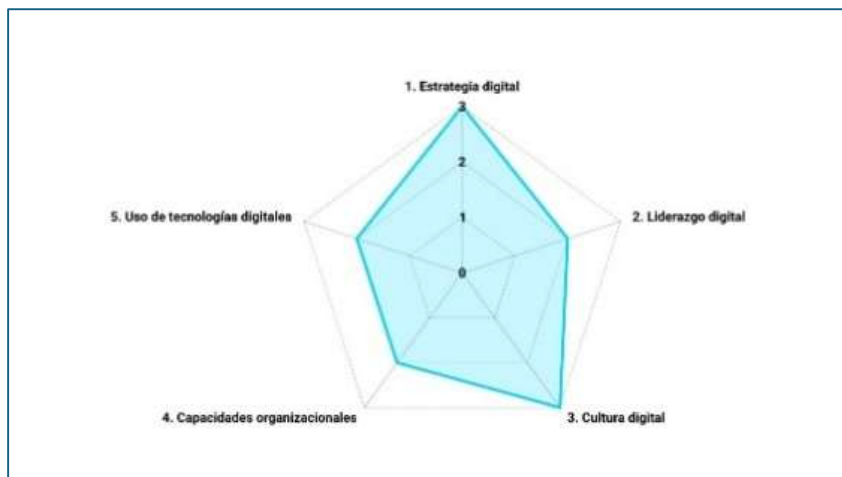 1. Estrategia digital
3
2
5. Uso de tecnologías digitales
1
2. Liderazgo digital
0
4. Capacidades organizacionales
3. Cultura digital